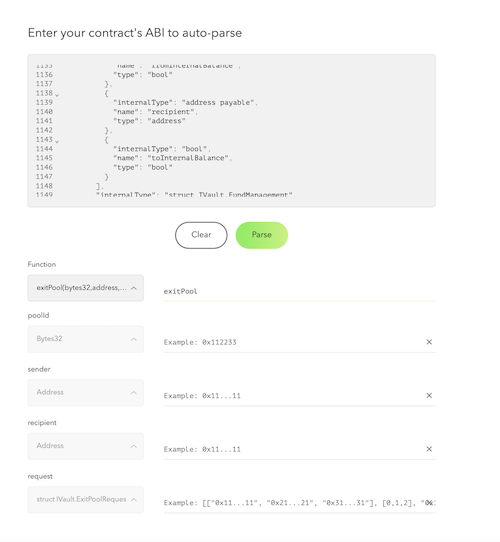 Enter your contract's ABI to auto-parse
1135 "name": "fromInternalBalance",
1136 "type": "bool"
1137 },
1138 {
1139 "internalType": "address payable",
1140 "name": "recipient",
1141 "type": "address"
1142 },
1143 {
1144 "internalType": "bool",
1145 "name": "toInternalBalance",
1146 "type": "bool"
1147 }
1148 ],
1149 "internalType": "struct IVault.FundManagement",
Clear Parse
Function
exitPool(bytes32,address,... exitPool
poolId
Bytes32 Example: 0x112233
sender
Address Example: 0x11...11
recipient
Address Example: 0x11...11
request
struct IVault.ExitPoolReques Example: [["0x11...11", "0x21...21", "0x31...31"], [0,1,2],